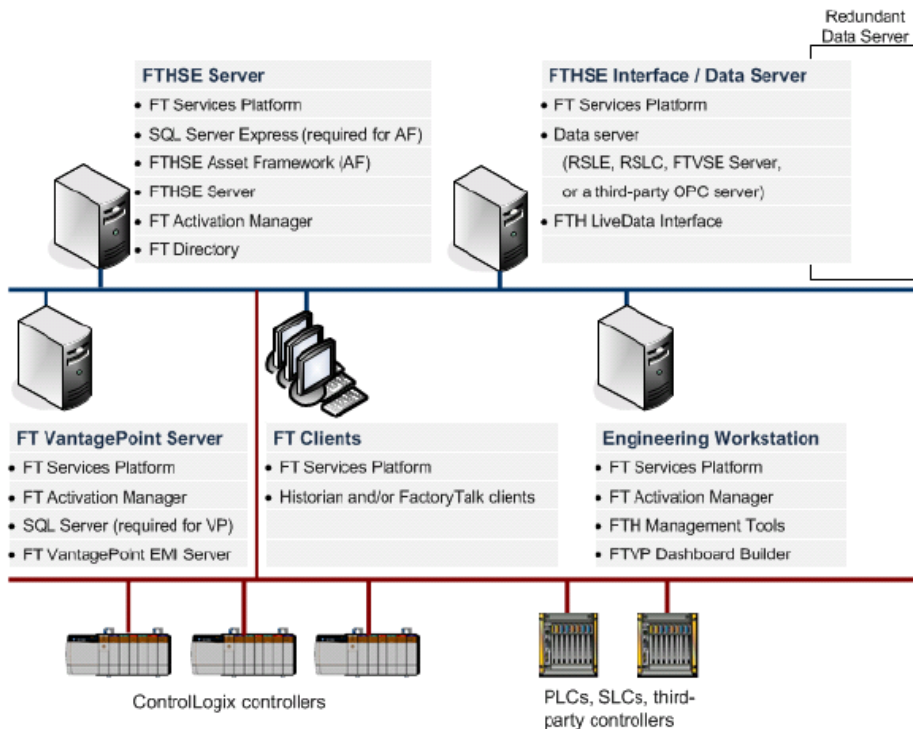 Redundant
Data Server
FTHSE Server
• FT Services Platform
• SQL Server Express (required for AF)
• FTHSE Asset Framework (AF)
• FTHSE Server
• FT Activation Manager
• FT Directory
FTHSE Interface / Data Server
• FT Services Platform
• Data server
(RSLE, RSLC, FTVSE Server,
or a third-party OPC server)
• FTH LiveData Interface
FT VantagePoint Server
• FT Services Platform
• FT Activation Manager
• SQL Server (required for VP)
• FT VantagePoint EMI Server
FT Clients
• FT Services Platform
• Historian and/or FactoryTalk clients
Engineering Workstation
• FT Services Platform
• FT Activation Manager
• FTH Management Tools
• FTVP Dashboard Builder
ControlLogix controllers
PLCs, SLCs, third-
party controllers